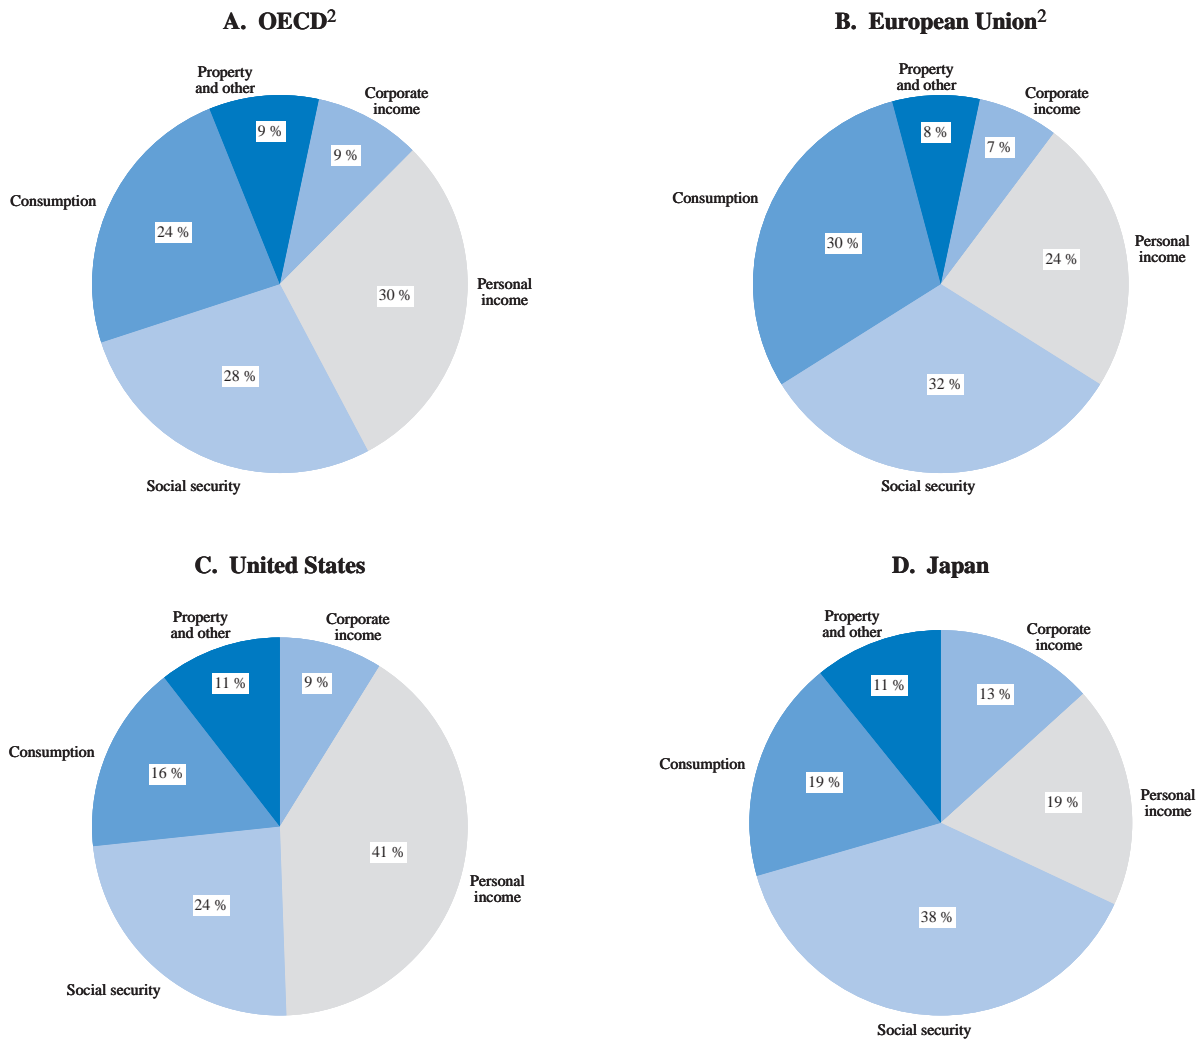 A. OECD2
Property
and other
Corporate
income
9 %
9 %
Consumption
24 %
Personal
income
30 %
28 %
Social security
B. European Union2
Property
and other
Corporate
income
8 %
7 %
Consumption
30 %
Personal
income
24 %
32 %
Social security
C. United States
Property
and other
Corporate
income
11 %
9 %
Consumption
16 %
41 %
Personal
income
24 %
Social security
D. Japan
Property
and other
Corporate
income
11 %
13 %
Consumption
19 %
Personal
income
19 %
38 %
Social security